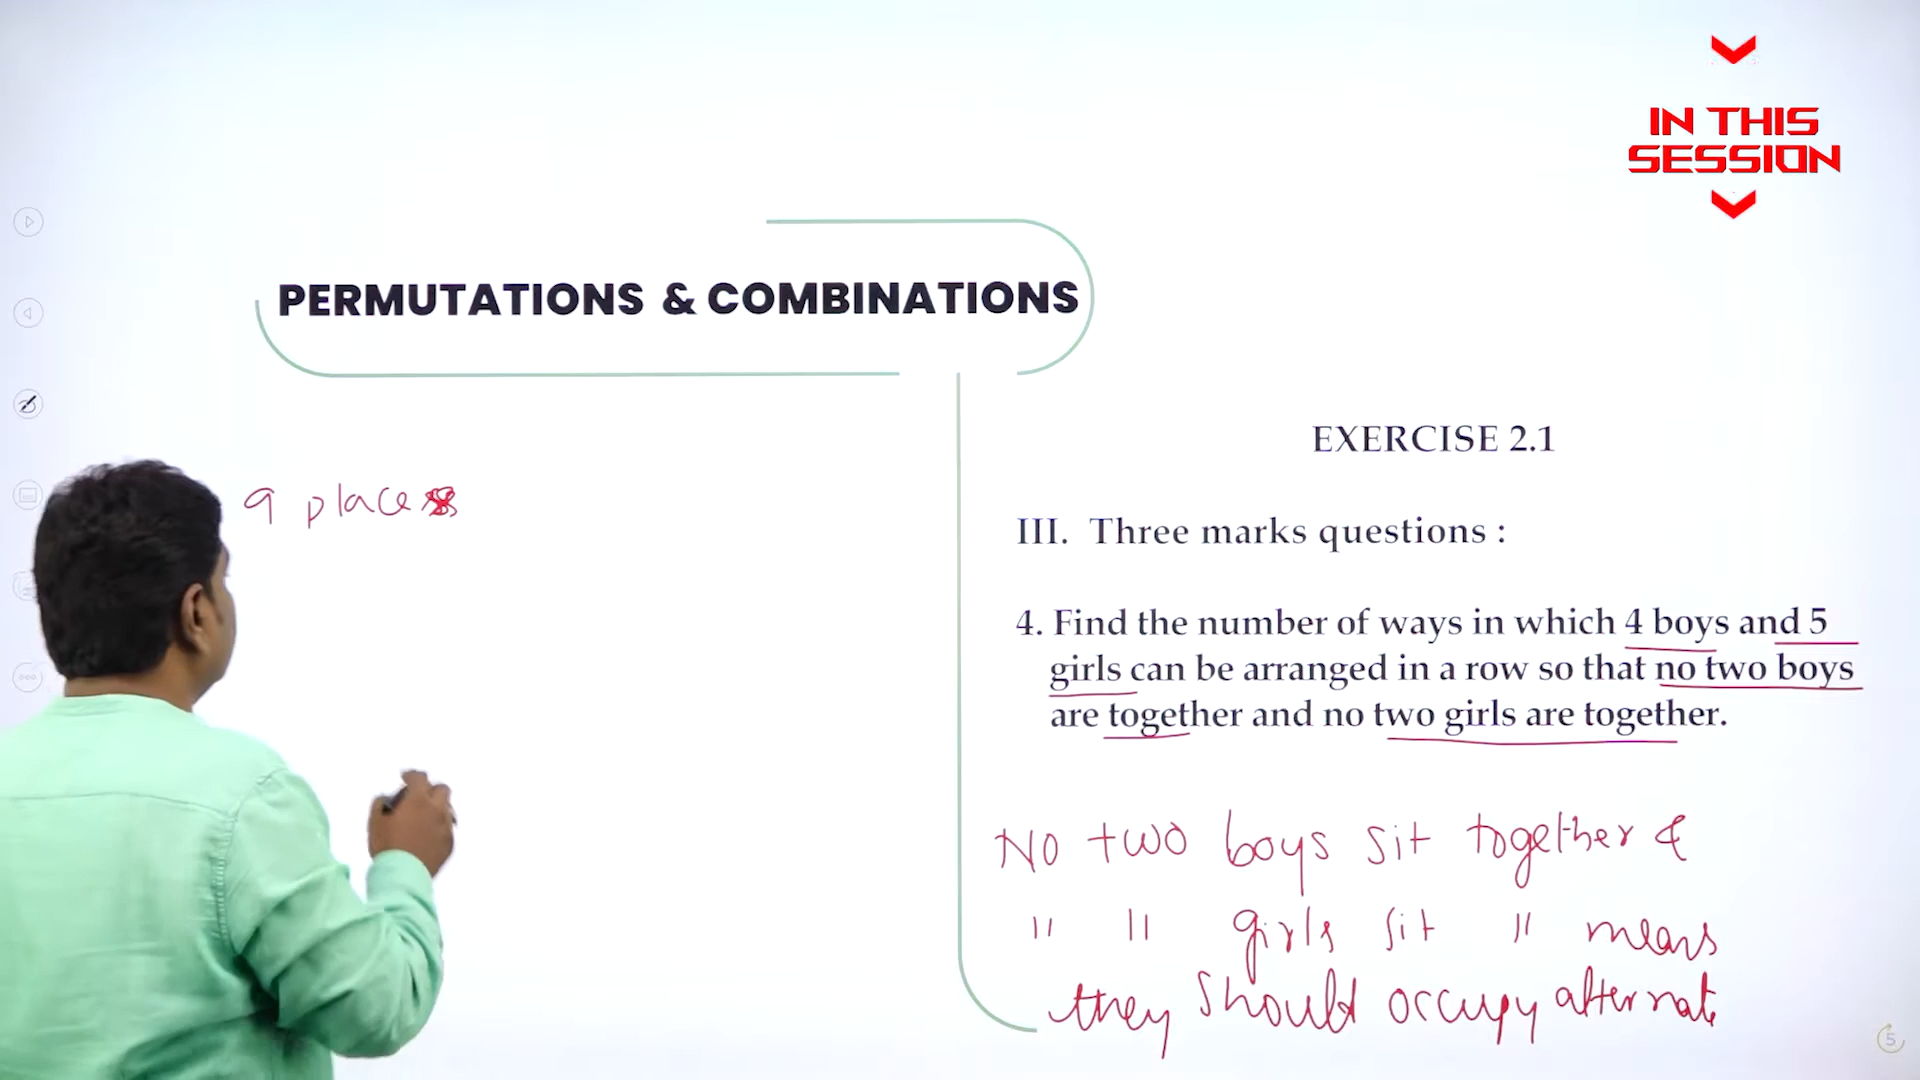 IN THIS
SESSION
PERMUTATIONS & COMBINATIONS
EXERCISE 2.1
9 places
III. Three marks questions :
4. Find the number of ways in which 4 boys and 5
girls can be arranged in a row so that no two boys
are together and no two girls are together.
No two boys sit together &
" " girls sit " means
they should occupy alternate
5